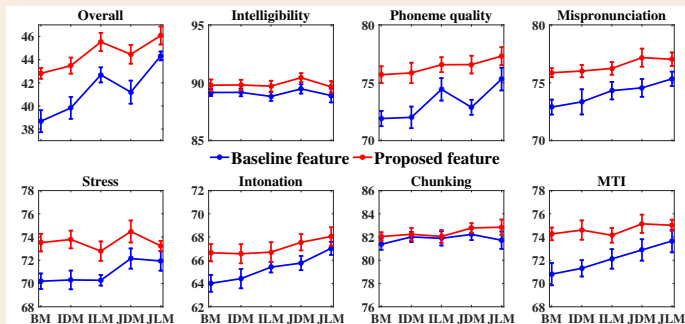 Overall Intelligibility Phoneme quality Mispronunciation
46 44 42 40 38
95 90 85
80 75 70
80 75 70
Baseline feature Proposed feature
Stress Intonation Chunking MTI
78 76 74 72 70 68
72 70 68 66 64 62
86 84 82 80 78 76
78 76 74 72 70 68
BM IDM ILM JDM JLM BM IDM ILM JDM JLM BM IDM ILM JDM JLM BM IDM ILM JDM JLM